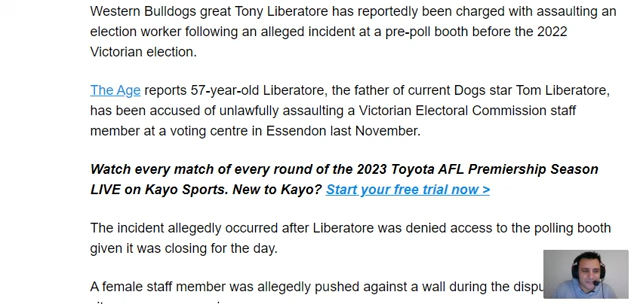 Western Bulldogs great Tony Liberatore has reportedly been charged with assaulting an
election worker following an alleged incident at a pre-poll booth before the 2022
Victorian election.
The Age reports 57-year-old Liberatore, the father of current Dogs star Tom Liberatore,
has been accused of unlawfully assaulting a Victorian Electoral Commission staff
member at a voting centre in Essendon last November.
Watch every match of every round of the 2023 Toyota AFL Premiership Season
LIVE on Kayo Sports. New to Kayo? Start your free trial now >
The incident allegedly occurred after Liberatore was denied access to the polling booth
given it was closing for the day.
A female staff member was allegedly pushed against a wall during the